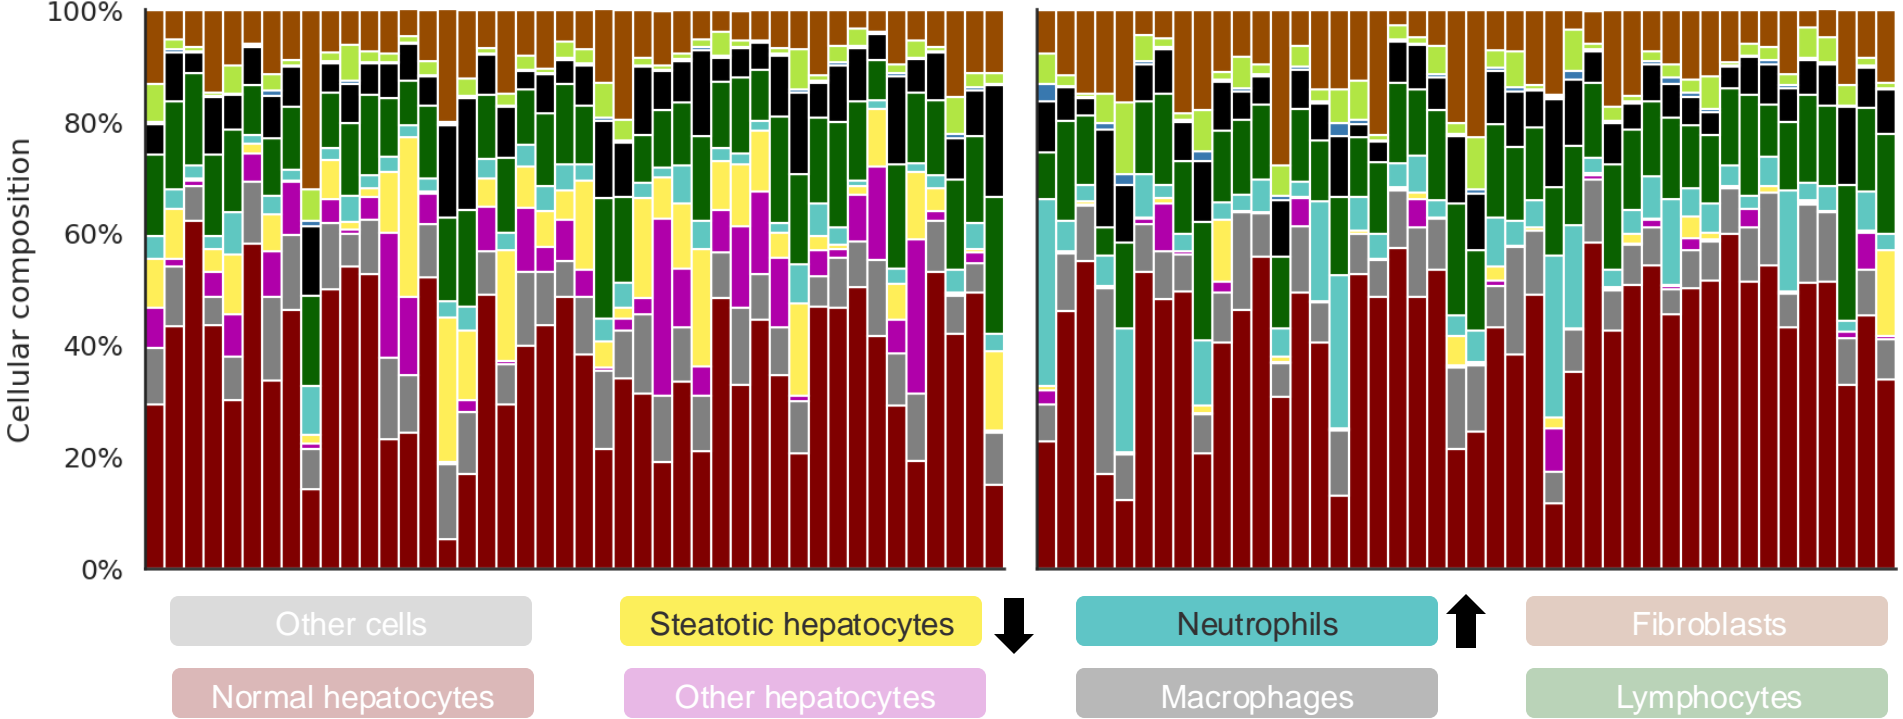 100%
80%
60%
40%
20%
0%
Cellular composition
Other cells
Steatotic hepatocytes
Neutrophils
Fibroblasts
Normal hepatocytes
Other hepatocytes
Macrophages
Lymphocytes